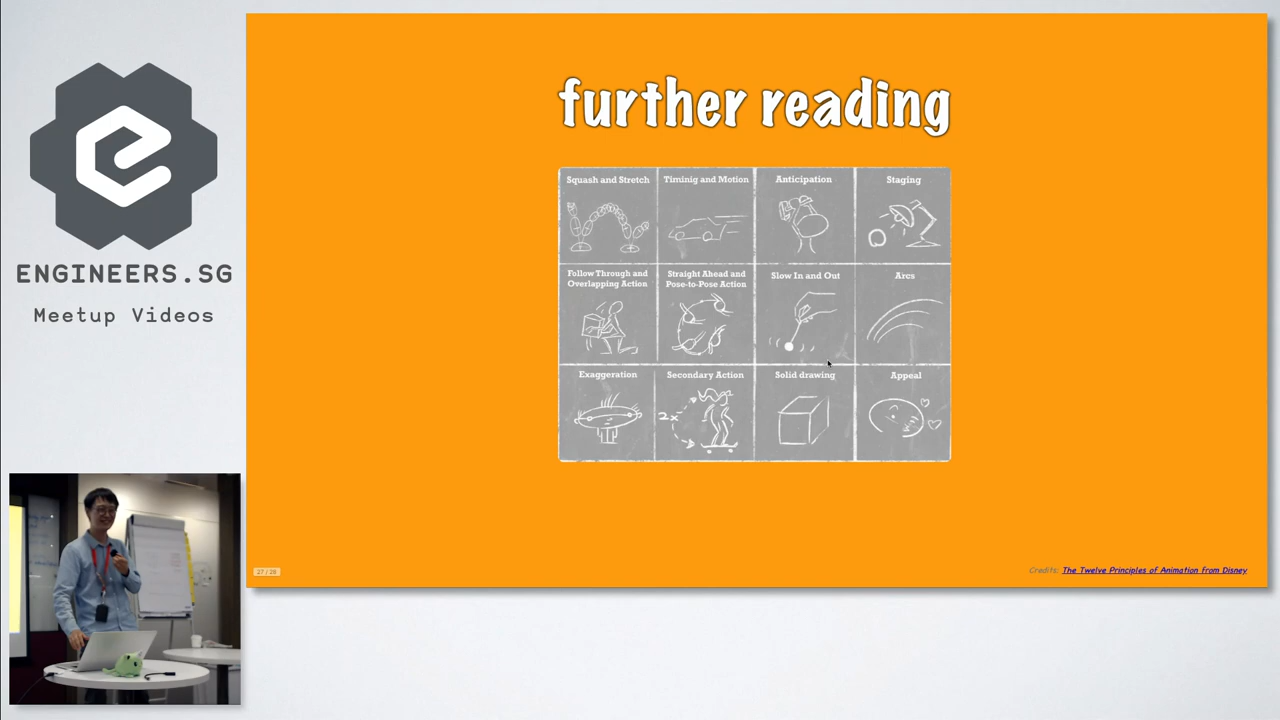 ENGINEERS.SG
Meetup Videos
further reading
Squash and Stretch
Timinig and Motion
Anticipation
Staging
Follow Through and
Overlapping Action
Straight Ahead and
Pose-to-Pose Action
Slow In and Out
Arcs
Exaggeration
Secondary Action
2x
Solid drawing
Appeal
27 / 28
Credits: The Twelve Principles of Animation from Disney